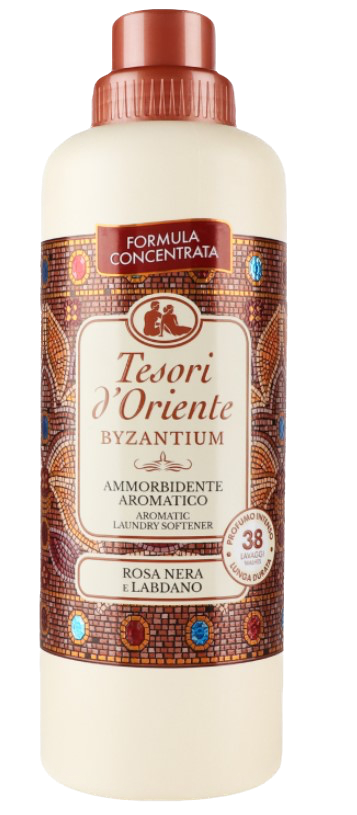 FORMULA
CONCENTRATA
Tesori
d'Oriente
BYZANTIUM
AMMORBIDENTE
AROMATICO
AROMATIC
LAUNDRY SOFTENER
PROFUMO INTENSO
38
LAVAGGI
LUNGA DURATA
ROSA NERA
E LABDANO